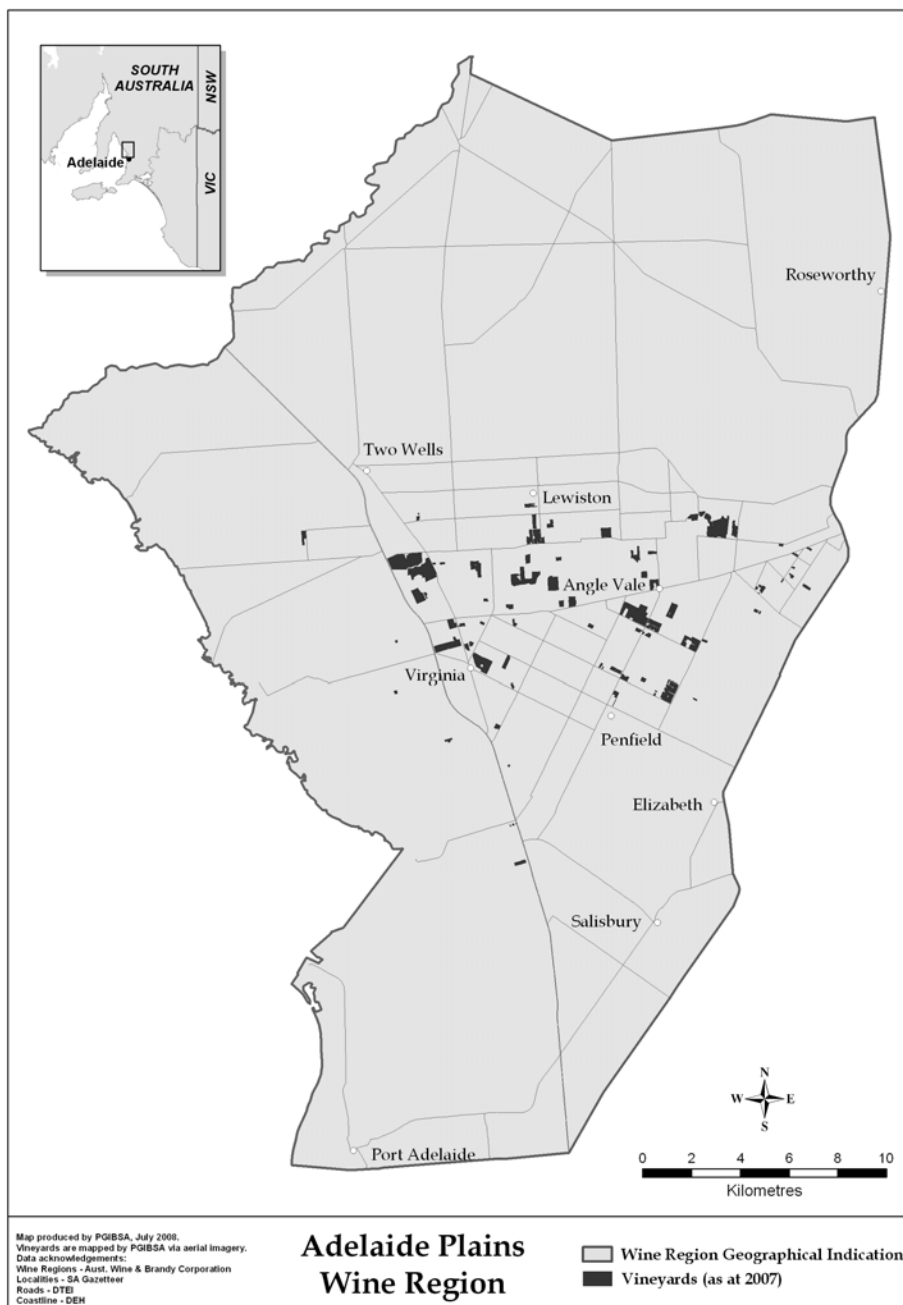 SOUTH
AUSTRALIA
NSW
Adelaide
VIC
Roseworthy
Two Wells
Lewiston
Angle Vale
Virginia
Penfield
Elizabeth
Salisbury
Port Adelaide
N
W E
S
0 2 4 6 8 10
Kilometres
Map produced by PGIBSA, July 2008.
Vineyards are mapped by PGIBSA via aerial imagery.
Data acknowledgements:
Wine Regions - Aust. Wine & Brandy Corporation
Localities - SA Gazetteer
Roads - DTEI
Coastline - DEH
Adelaide Plains
Wine Region
Wine Region Geographical Indication
Vineyards (as at 2007)